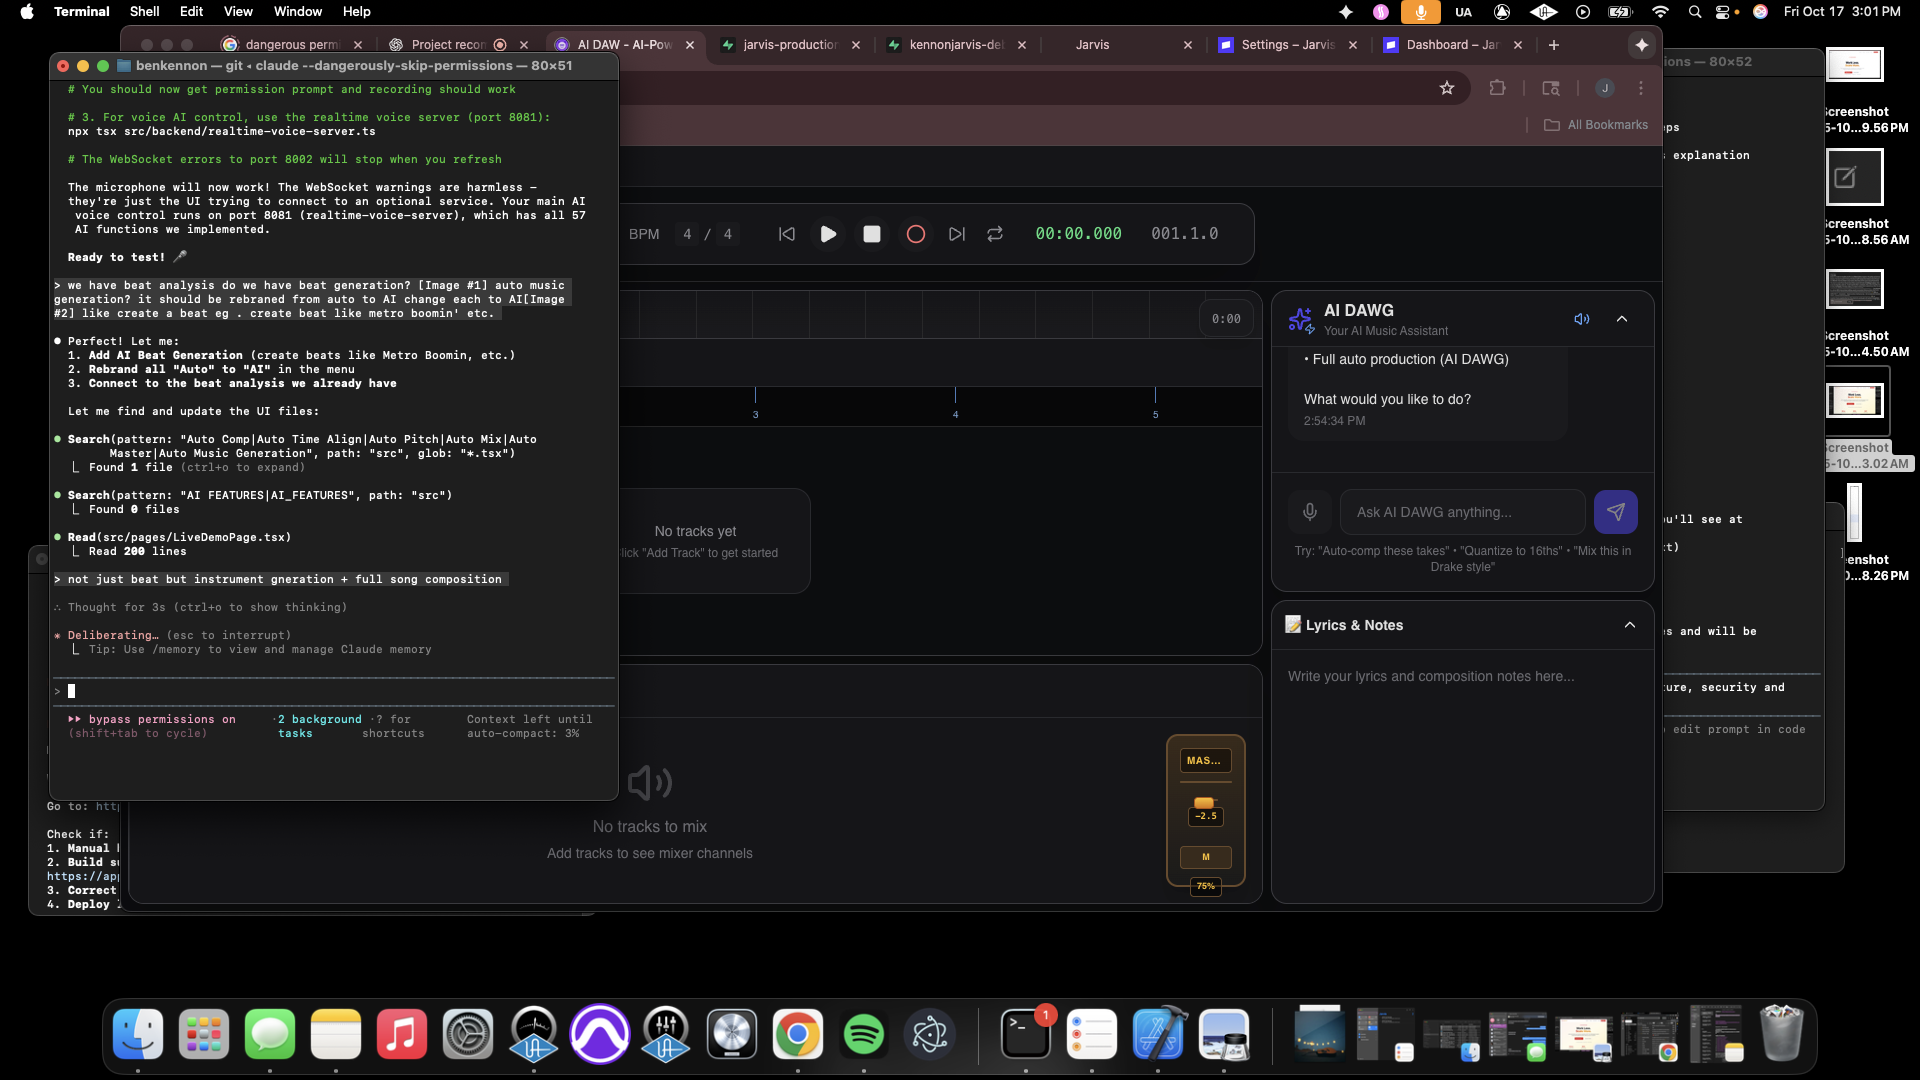 Terminal Shell Edit View Window Help
UA
Fri Oct 17 3:01 PM
dangerous permi
Project recor
AI DAW - AI-Pow
jarvis-production
kennonjarvis-del
Jarvis
Settings – Jarvis
Dashboard – Jar
benkennon — git ◂ claude --dangerously-skip-permissions — 80×51
# You should now get permission prompt and recording should work
# 3. For voice AI control, use the realtime voice server (port 8081):
npx tsx src/backend/realtime-voice-server.ts
# The WebSocket errors to port 8002 will stop when you refresh
The microphone will now work! The WebSocket warnings are harmless –
they're just the UI trying to connect to an optional service. Your main AI
voice control runs on port 8081 (realtime-voice-server), which has all 57
AI functions we implemented.
Ready to test! 🎤
> we have beat analysis do we have beat generation? [Image #1] auto music
generation? it should be rebraned from auto to AI change each to AI[Image
#2] like create a beat eg . create beat like metro boomin' etc.
● Perfect! Let me:
1. Add AI Beat Generation (create beats like Metro Boomin, etc.)
2. Rebrand all "Auto" to "AI" in the menu
3. Connect to the beat analysis we already have
Let me find and update the UI files:
● Search(pattern: "Auto Comp|Auto Time Align|Auto Pitch|Auto Mix|Auto
Master|Auto Music Generation", path: "src", glob: "*.tsx")
⎿ Found 1 file (ctrl+o to expand)
● Search(pattern: "AI FEATURES|AI_FEATURES", path: "src")
⎿ Found 0 files
● Read(src/pages/LiveDemoPage.tsx)
⎿ Read 200 lines
> not just beat but instrument gneration + full song composition
∴ Thought for 3s (ctrl+o to show thinking)
✳ Deliberating… (esc to interrupt)
⎿ Tip: Use /memory to view and manage Claude memory
>
⏵⏵ bypass permissions on
(shift+tab to cycle)
· 2 background
tasks
· ? for
shortcuts
Context left until
auto-compact: 3%
Go to: htt
Check if:
1. Manual
2. Build su
https://ap
3. Correct
4. Deploy
All Bookmarks
J
BPM 4 / 4
00:00.000 001.1.0
0:00
3 4 5
No tracks yet
lick "Add Track" to get started
No tracks to mix
Add tracks to see mixer channels
MAS...
-2.5
M
75%
AI DAWG
Your AI Music Assistant
• Full auto production (AI DAWG)
What would you like to do?
2:54:34 PM
Ask AI DAWG anything...
Try: "Auto-comp these takes" • "Quantize to 16ths" • "Mix this in
Drake style"
📝 Lyrics & Notes
Write your lyrics and composition notes here...
ions — 80×52
eps
s explanation
ou'll see at
xt)
es and will be
ture, security and
edit prompt in code
Screenshot
5-10...9.56 PM
Screenshot
5-10...8.56 AM
Screenshot
5-10...4.50 AM
Screenshot
5-10...3.02 AM
enshot
0...8.26 PM
1